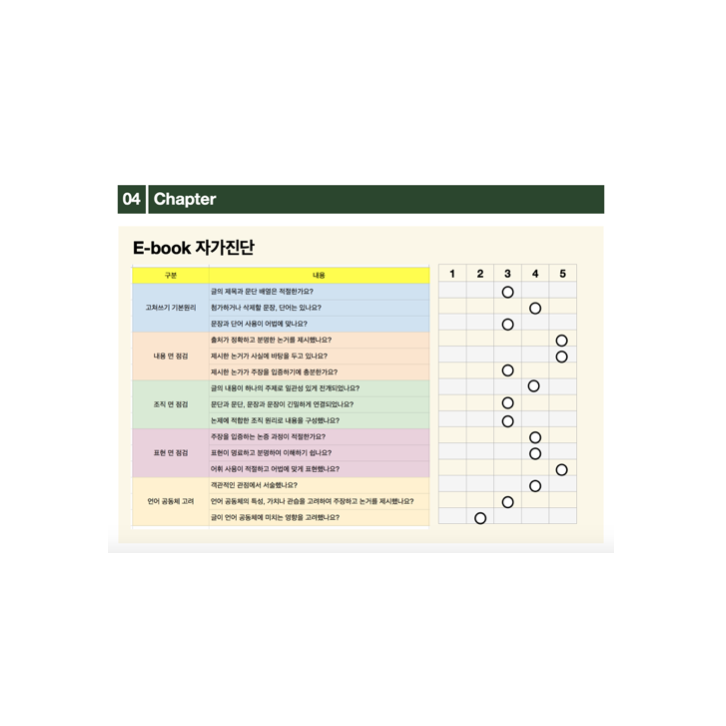 04 Chapter
E-book 자가진단
구분 내용 1 2 3 4 5
글의 제목과 문단 배열은 적절한가요?
고쳐쓰기 기본원리 첨가하거나 삭제할 문장, 단어는 있나요?
문장과 단어 사용이 어법에 맞나요?
출처가 정확하고 분명한 논거를 제시했나요?
내용 면 점검 제시한 논거가 사실에 바탕을 두고 있나요?
제시한 논거가 주장을 입증하기에 충분한가요?
글의 내용이 하나의 주제로 일관성 있게 전개되었나요?
조직 면 점검 문단과 문단, 문장과 문장이 긴밀하게 연결되었나요?
논제에 적합한 조직 원리로 내용을 구성했나요?
주장을 입증하는 논증 과정이 적절한가요?
표현 면 점검 표현이 명료하고 분명하여 이해하기 쉽나요?
어휘 사용이 적절하고 어법에 맞게 표현했나요?
객관적인 관점에서 서술했나요?
언어 공동체 고려 언어 공동체의 특성, 가치나 관습을 고려하여 주장하고 논거를 제시했나요?
글이 언어 공동체에 미치는 영향을 고려했나요?